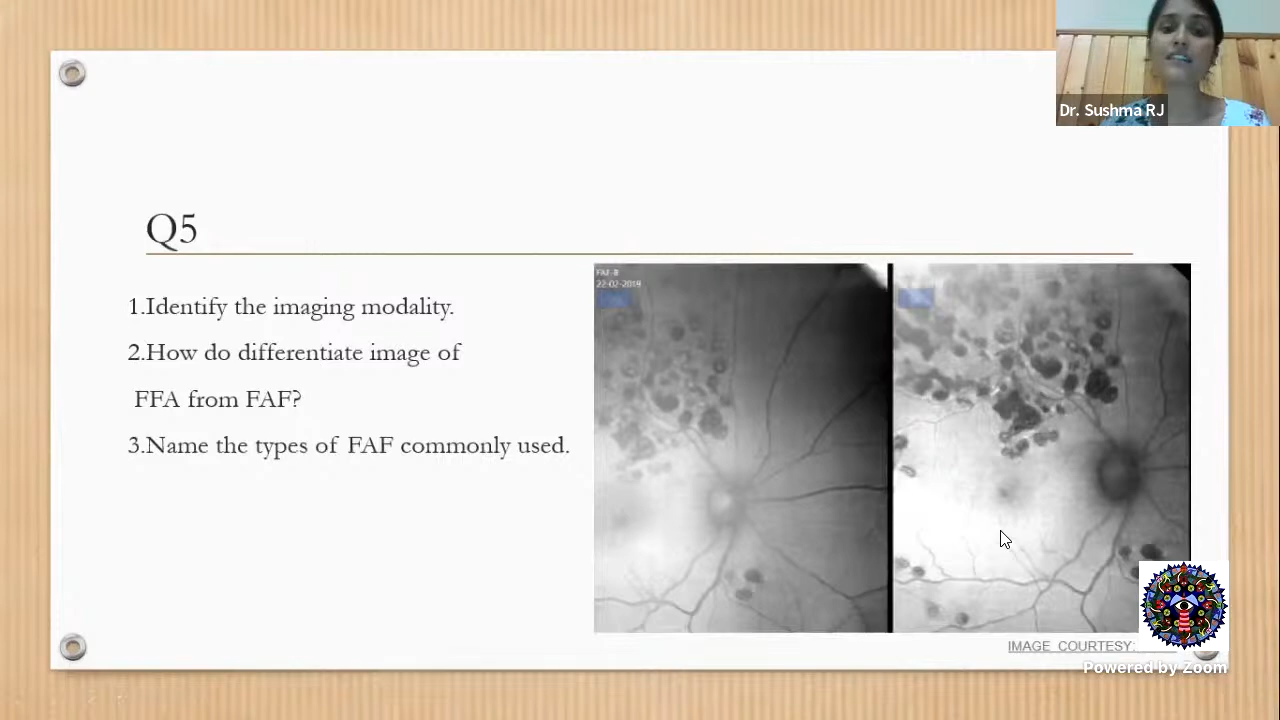 Dr. Sushma RJ
Q5
1.Identify the imaging modality.
2.How do differentiate image of
FFA from FAF?
3.Name the types of FAF commonly used.
FAF-B
22-02-2019
IMAGE COURTESY:
Powered by Zoom